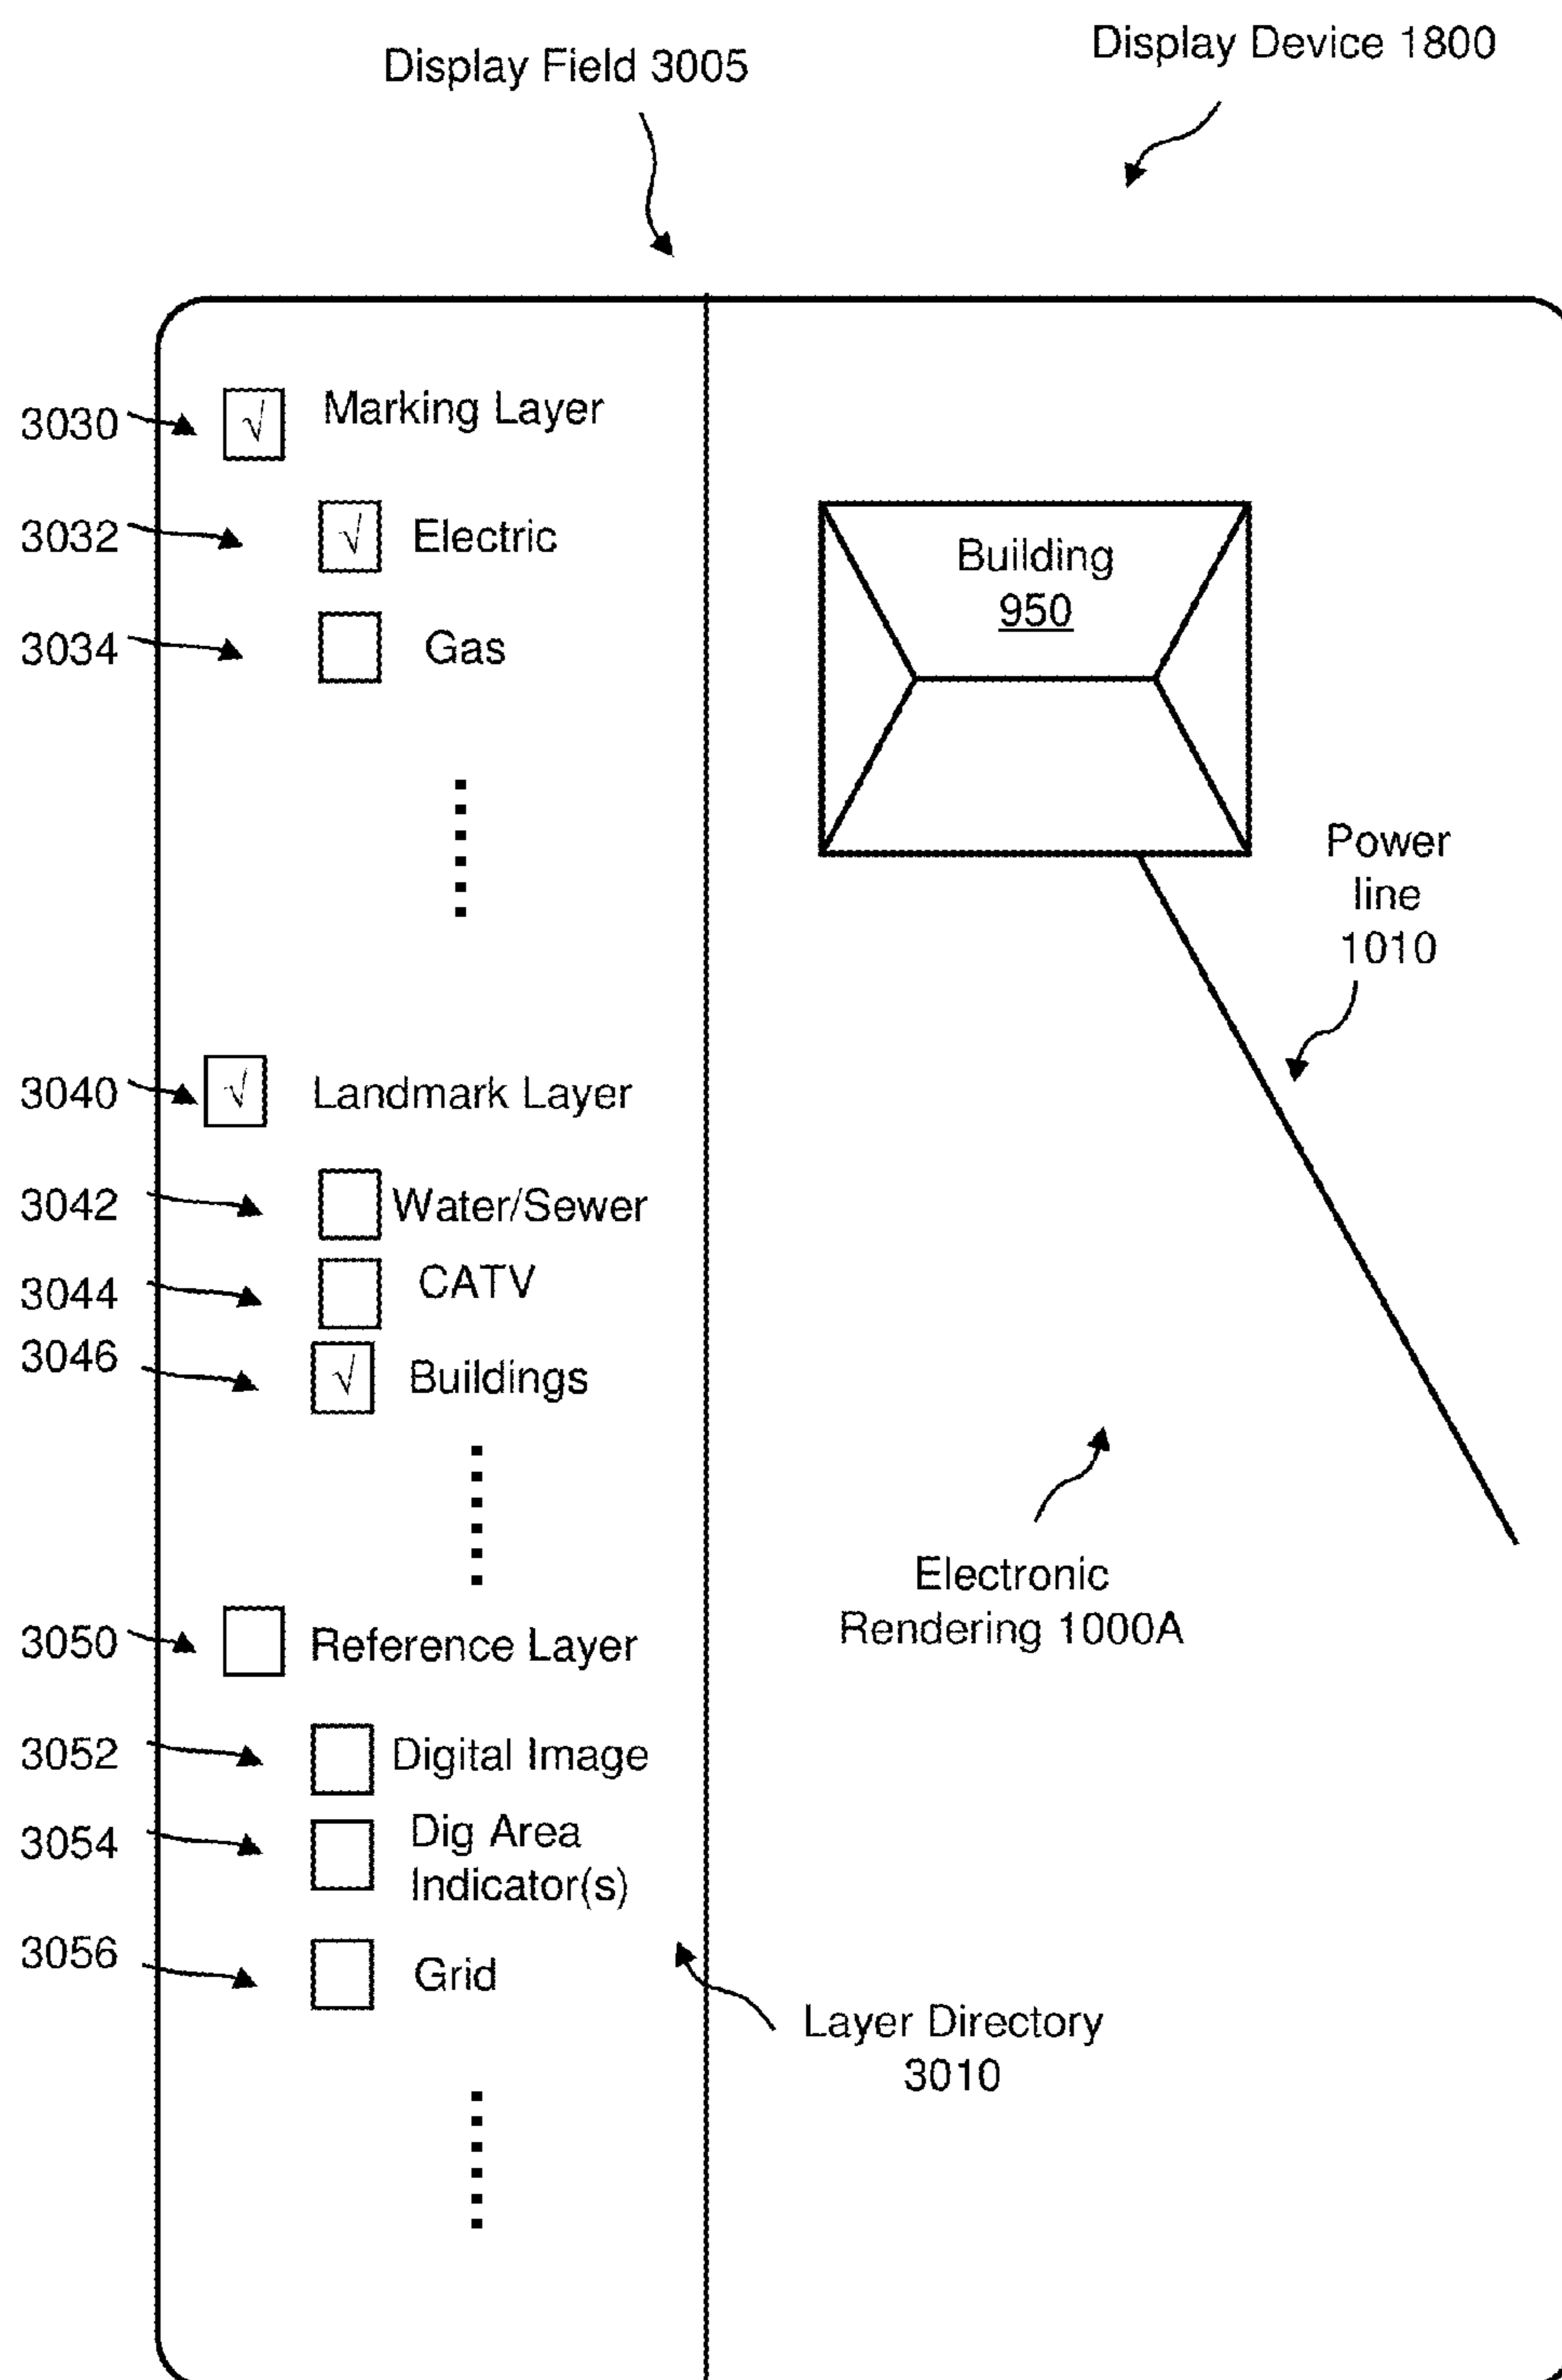 Display Field 3005
Display Device 1800
3030 √ Marking Layer
3032 √ Electric
3034 Gas
3040 √ Landmark Layer
3042 Water/Sewer
3044 CATV
3046 √ Buildings
3050 Reference Layer
3052 Digital Image
3054 Dig Area
Indicator(s)
3056 Grid
Building
950
Power
line
1010
Electronic
Rendering 1000A
Layer Directory
3010